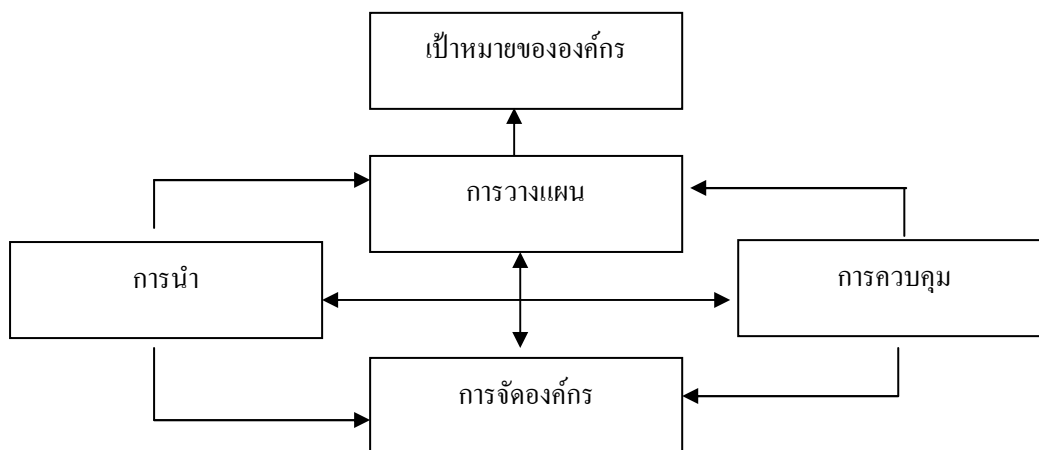 เป้าหมายขององค์กร
การวางแผน
การนำ
การควบคุม
การจัดองค์กร